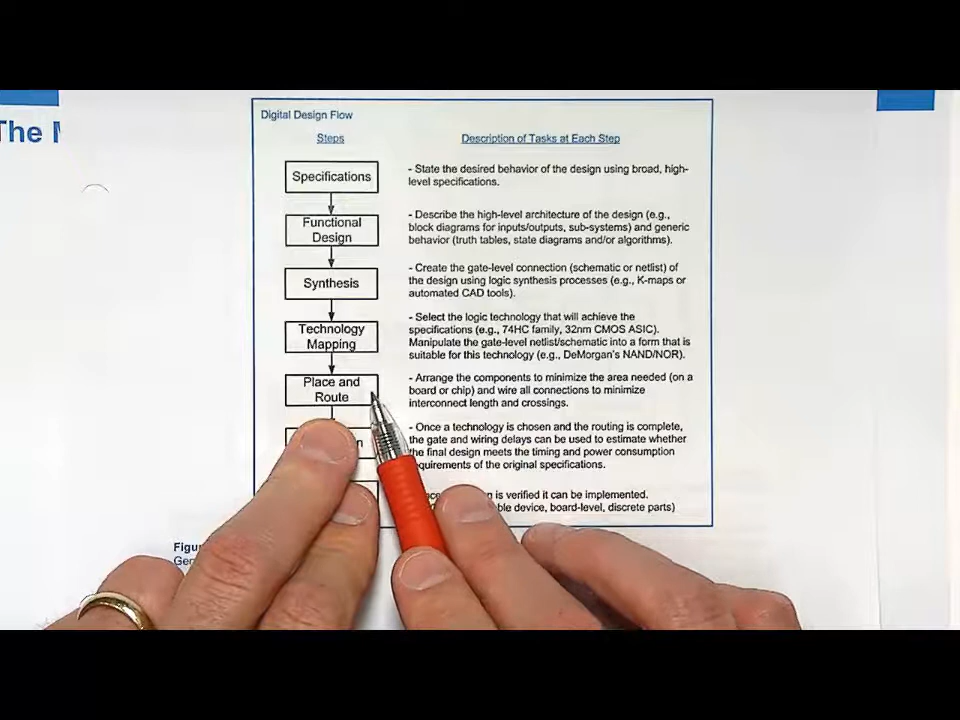 The
Digital Design Flow
Steps
Description of Tasks at Each Step
Specifications
- State the desired behavior of the design using broad, high-
level specifications.
Functional
Design
- Describe the high-level architecture of the design (e.g.,
block diagrams for inputs/outputs, sub-systems) and generic
behavior (truth tables, state diagrams and/or algorithms).
Synthesis
- Create the gate-level connection (schematic or netlist) of
the design using logic synthesis processes (e.g., K-maps or
automated CAD tools).
Technology
Mapping
- Select the logic technology that will achieve the
specifications (e.g., 74HC family, 32nm CMOS ASIC).
Manipulate the gate-level netlist/schematic into a form that is
suitable for this technology (e.g., DeMorgan's NAND/NOR).
Place and
Route
- Arrange the components to minimize the area needed (on a
board or chip) and wire all connections to minimize
interconnect length and crossings.
- Once a technology is chosen and the routing is complete,
the gate and wiring delays can be used to estimate whether
the final design meets the timing and power consumption
of the original specifications.
is verified it can be implemented.
device, board-level, discrete parts)